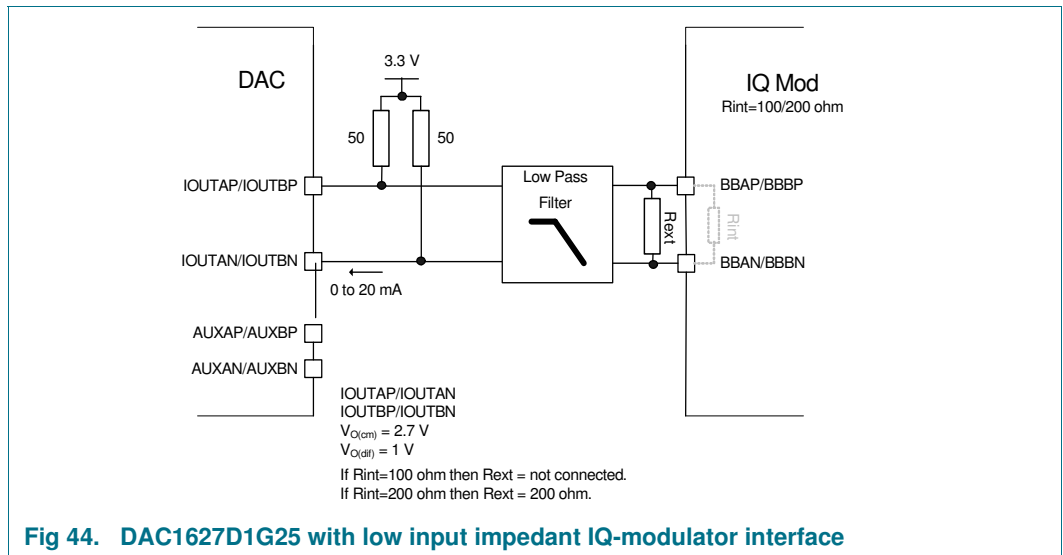 3.3 V
DAC
IQ Mod
Rint=100/200 ohm
50
50
IOUTAP/IOUTBP
Low Pass
Filter
BBAP/BBBP
Rext
Rint
IOUTAN/IOUTBN
BBAN/BBBN
0 to 20 mA
AUXAP/AUXBP
AUXAN/AUXBN
IOUTAP/IOUTAN
IOUTBP/IOUTBN
VO(cm) = 2.7 V
VO(dif) = 1 V
If Rint=100 ohm then Rext = not connected.
If Rint=200 ohm then Rext = 200 ohm.
Fig 44. DAC1627D1G25 with low input impedant IQ-modulator interface